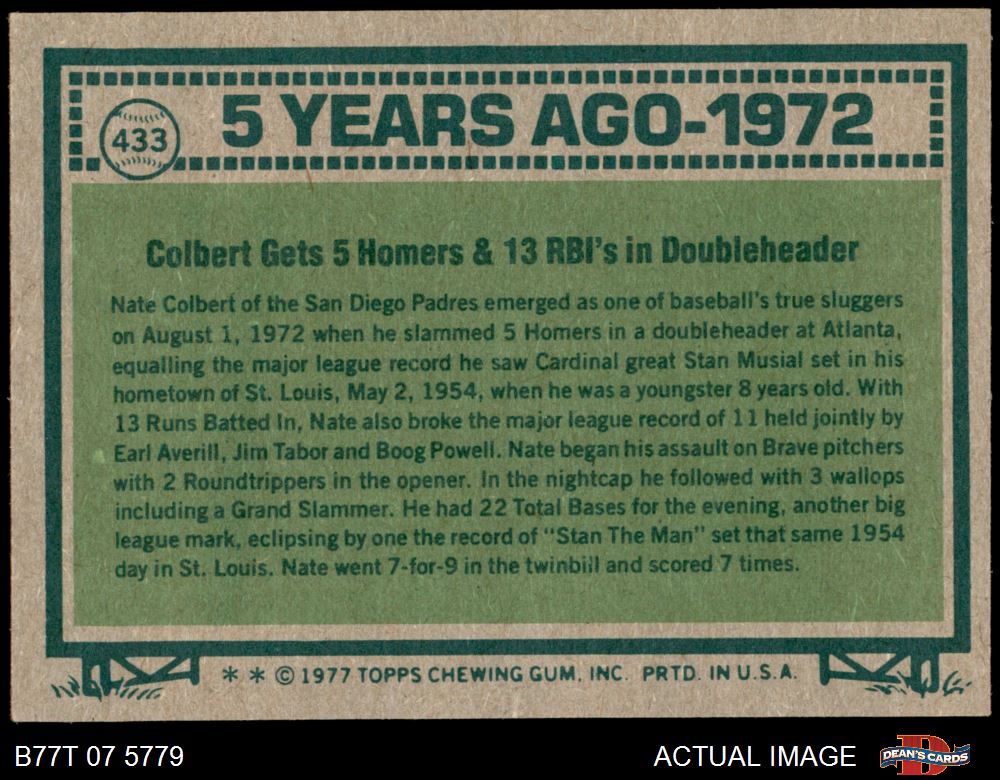 433
5 YEARS AGO-1972
Colbert Gets 5 Homers & 13 RBI's in Doubleheader
Nate Colbert of the San Diego Padres emerged as one of baseball's true sluggers
on August 1, 1972 when he slammed 5 Homers in a doubleheader at Atlanta,
equalling the major league record he saw Cardinal great Stan Musial set in his
hometown of St. Louis, May 2, 1954, when he was a youngster 8 years old. With
13 Runs Batted In, Nate also broke the major league record of 11 held jointly by
Earl Averill, Jim Tabor and Boog Powell. Nate began his assault on Brave pitchers
with 2 Roundtrippers in the opener. In the nightcap he followed with 3 wallops
including a Grand Slammer. He had 22 Total Bases for the evening, another big
league mark, eclipsing by one the record of "Stan The Man" set that same 1954
day in St. Louis. Nate went 7-for-9 in the twinbill and scored 7 times.
* * © 1977 TOPPS CHEWING GUM, INC. PRTD. IN U.S.A.
B77T 07 5779
ACTUAL IMAGE
D
DEAN'S CARDS